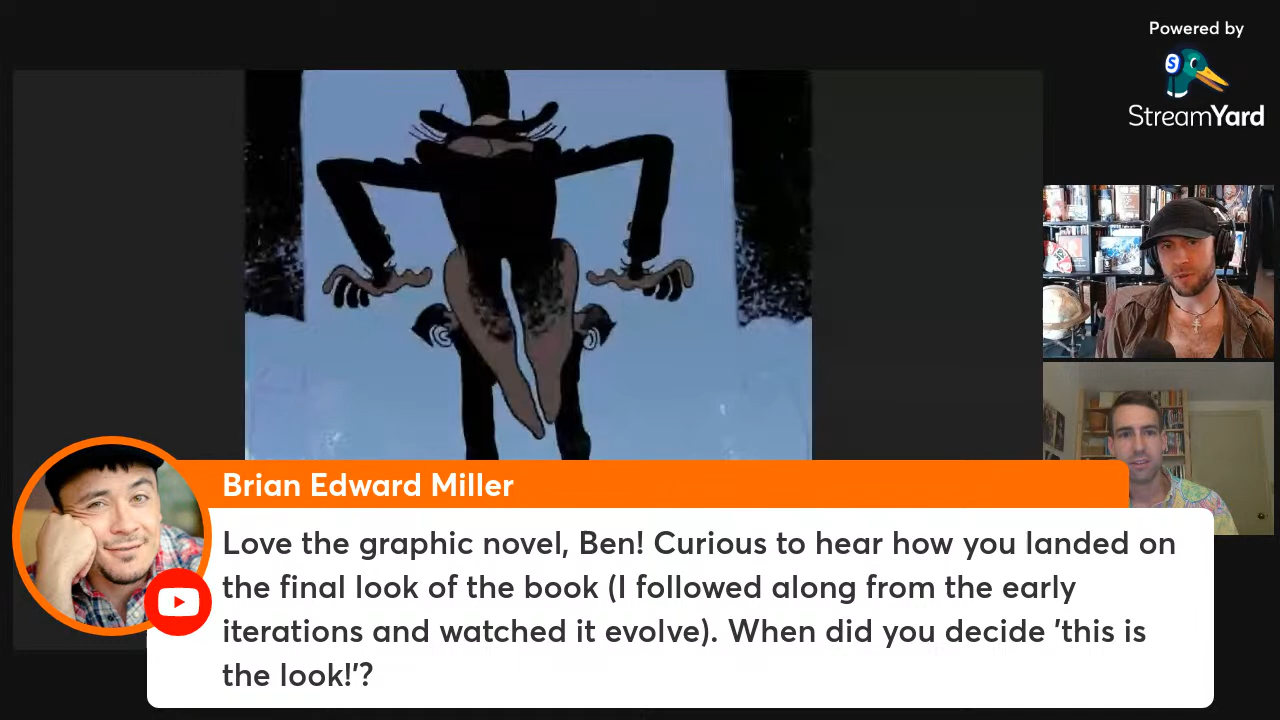 Powered by
S
StreamYard
Brian Edward Miller
Love the graphic novel, Ben! Curious to hear how you landed on
the final look of the book (I followed along from the early
iterations and watched it evolve). When did you decide 'this is
the look!'?